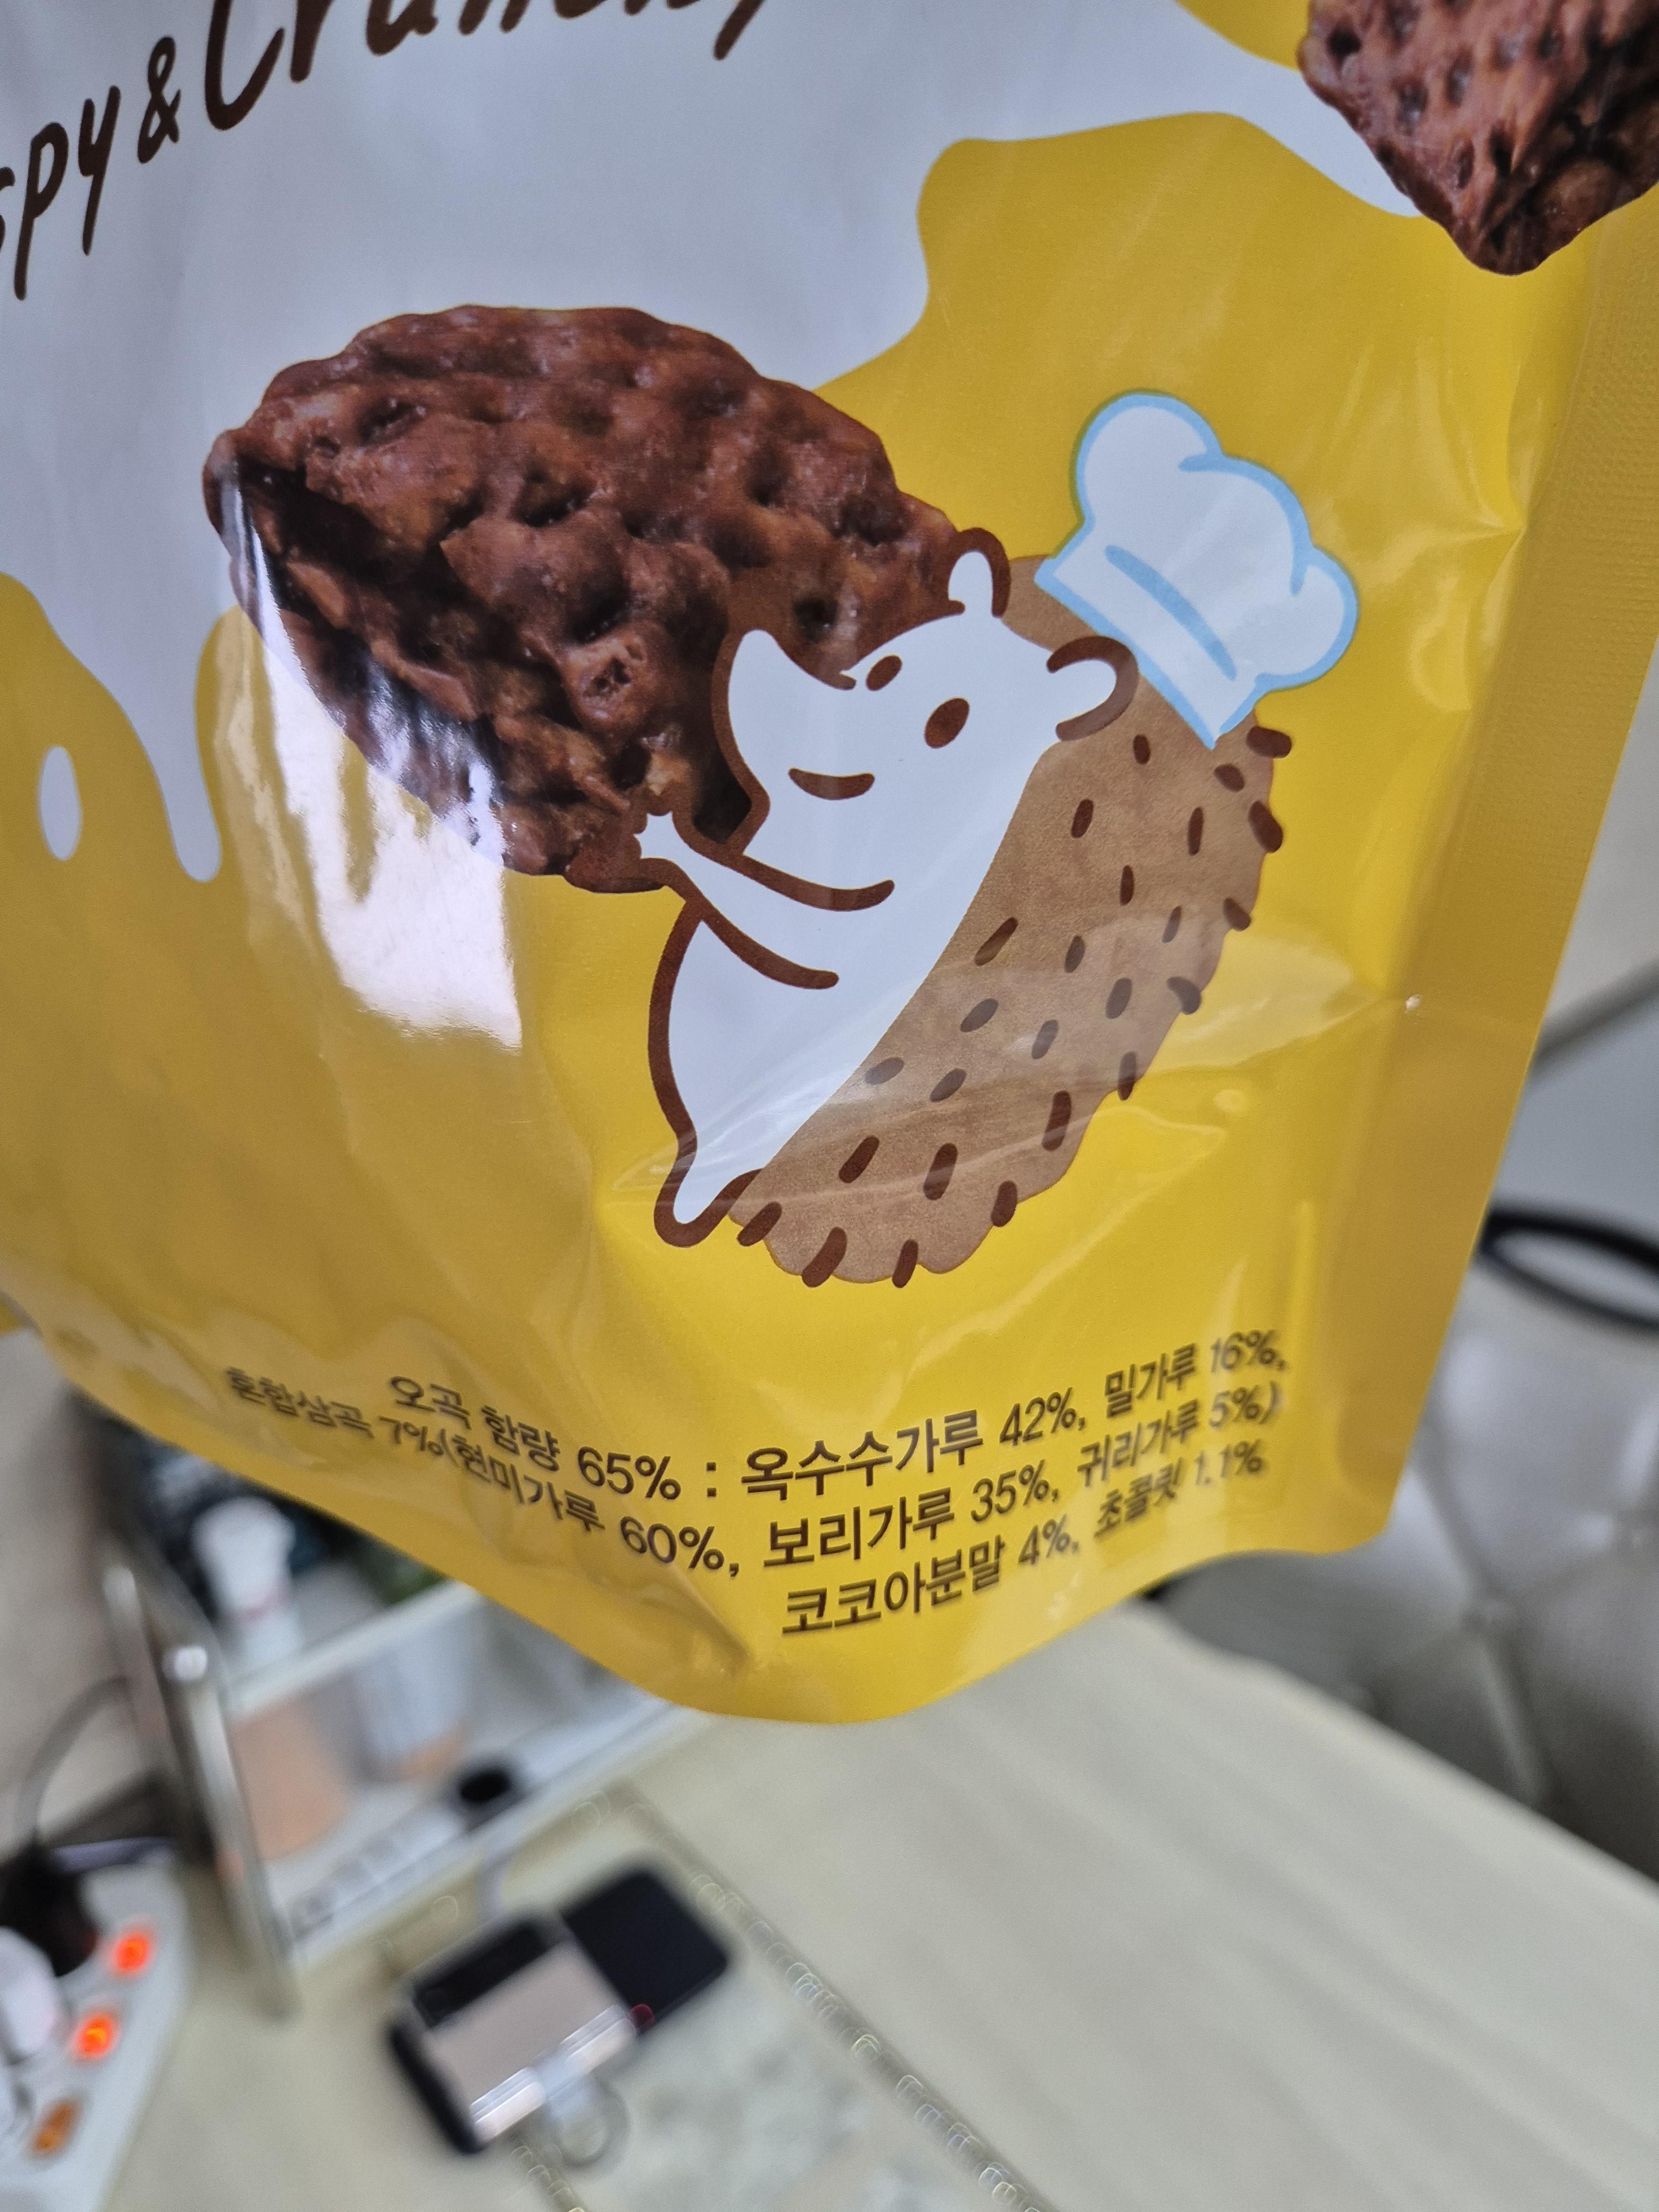 spy & Crunchy
오곡 함량 65% : 옥수수가루 42%, 밀가루 16%,
혼합삼곡 7%(현미가루 60%, 보리가루 35%, 귀리가루 5%)
코코아분말 4%, 초콜릿 1.1%